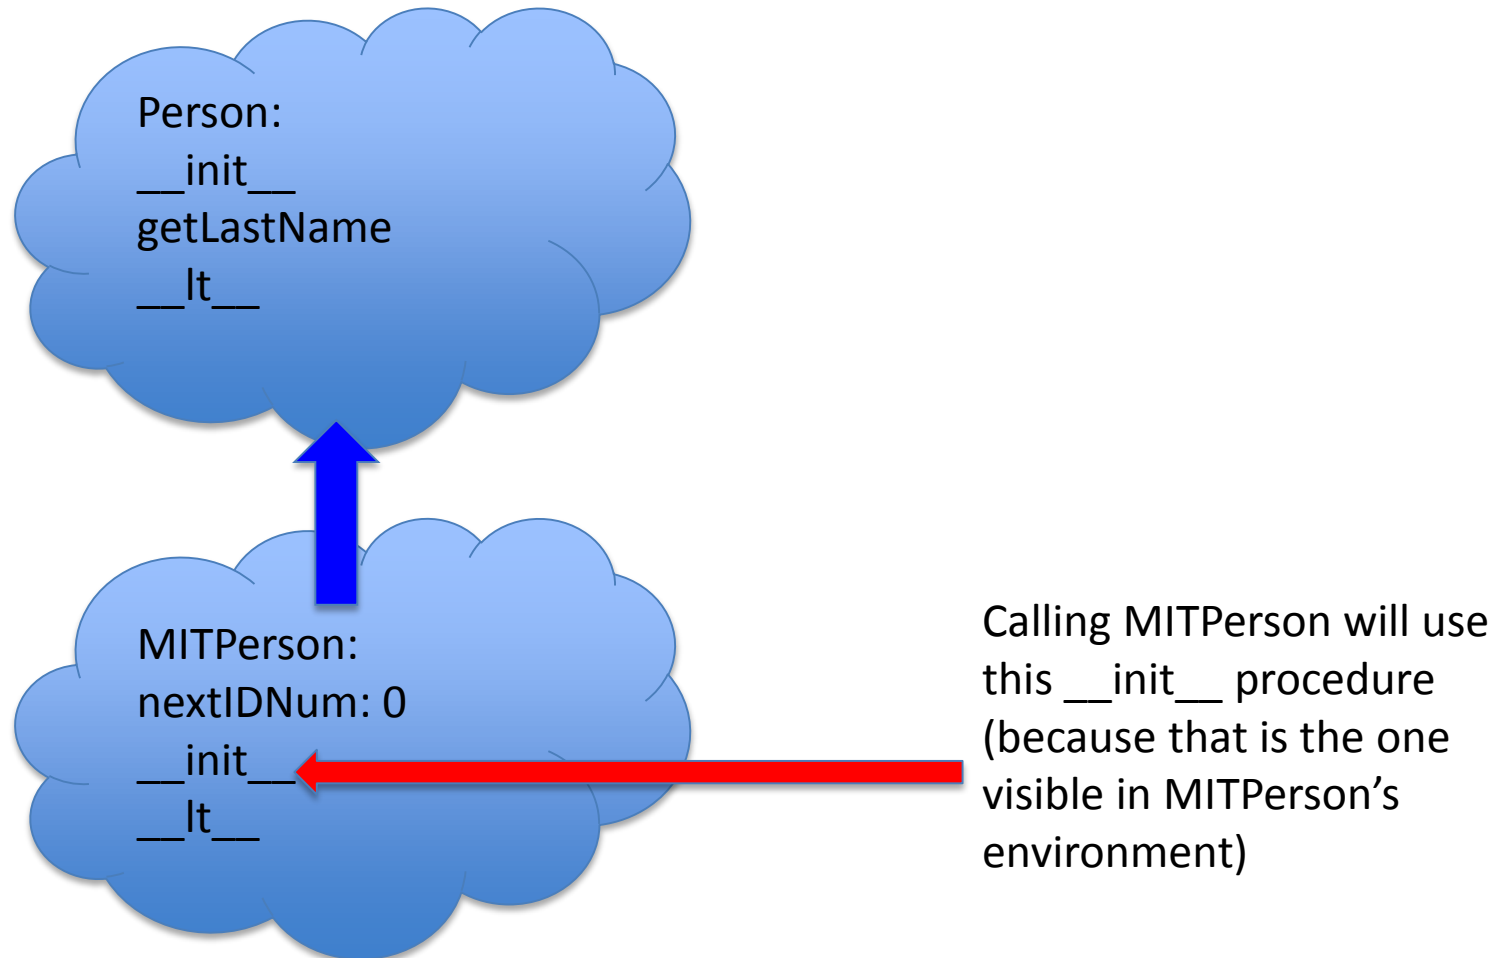 Person:
__init__
getLastName
__lt__
MITPerson:
nextIDNum: 0
__init__
__lt__
Calling MITPerson will use
this __init__ procedure
(because that is the one
visible in MITPerson’s
environment)